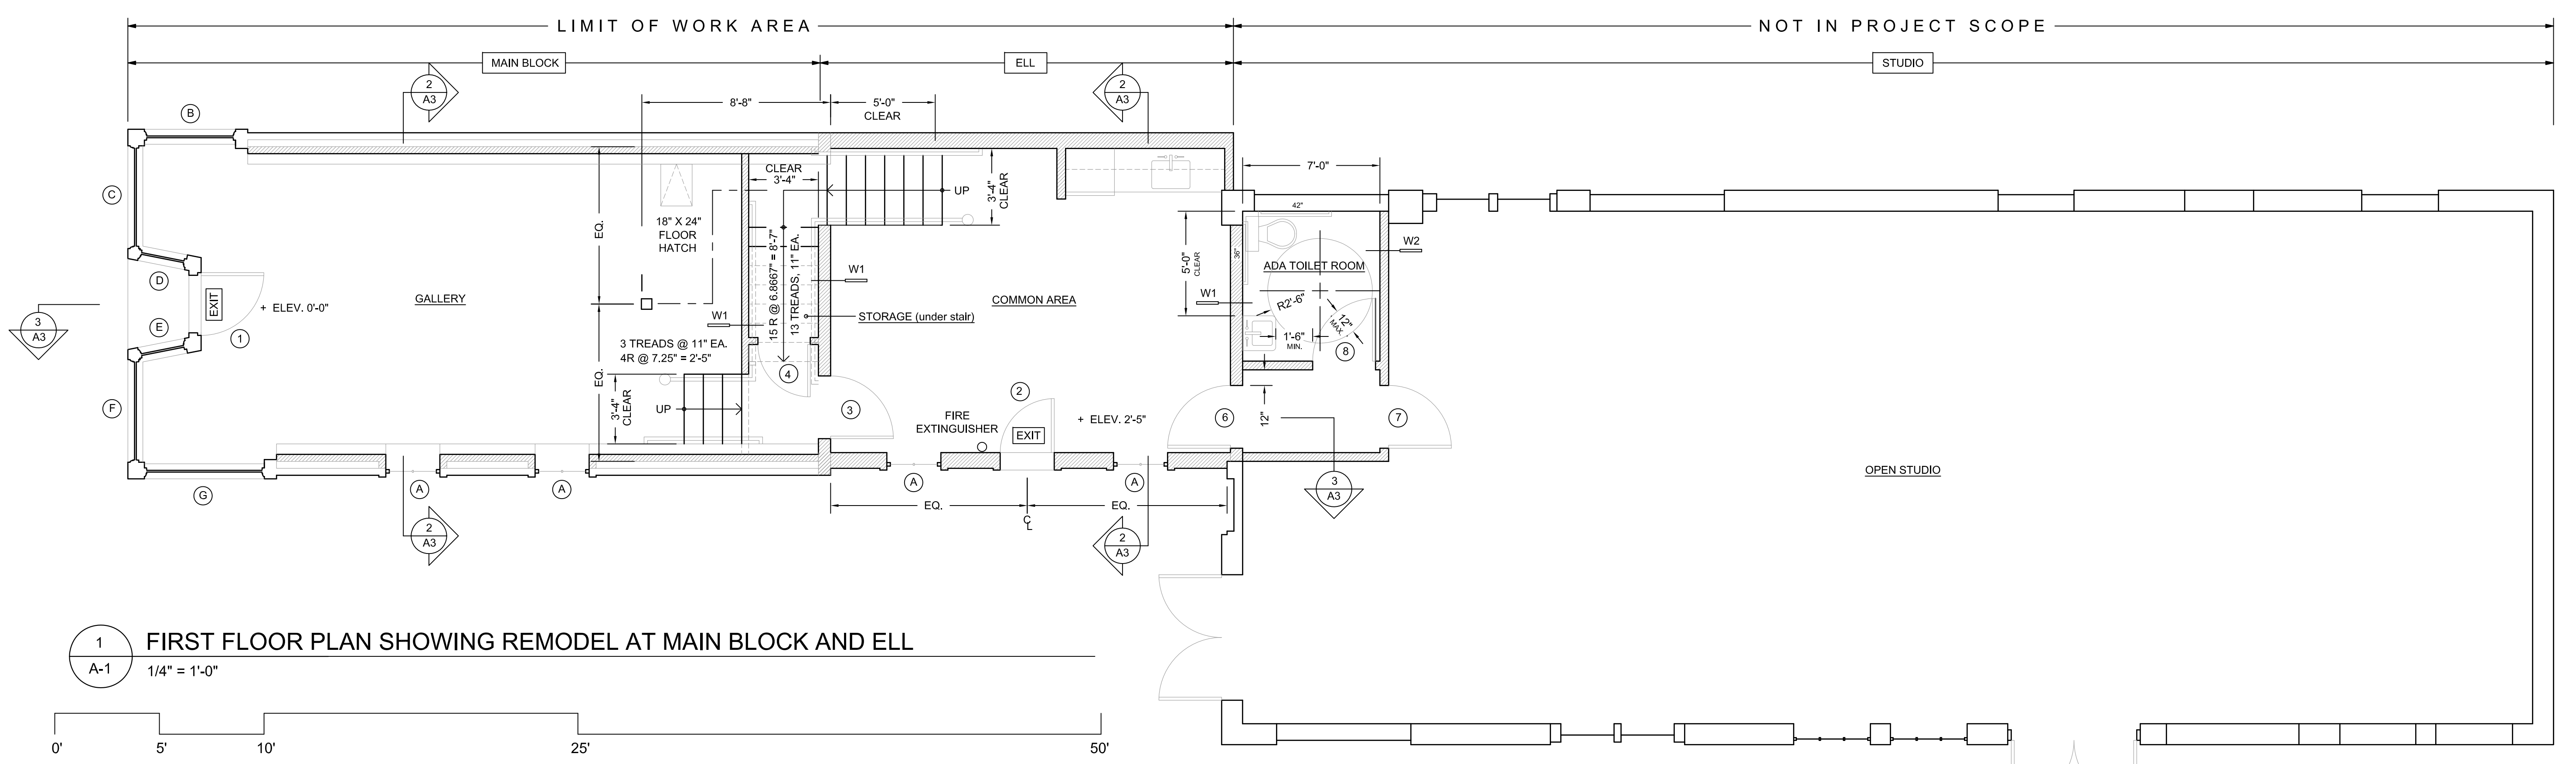 LIMIT OF WORK AREA
NOT IN PROJECT SCOPE
MAIN BLOCK
ELL
STUDIO
2
A3
2
A3
8'-8"
5'-0"
CLEAR
B
C
D
E
F
G
3
A3
EXIT
1
+ ELEV. 0'-0"
GALLERY
EQ.
EQ.
18" X 24"
FLOOR
HATCH
CLEAR
3'-4"
UP
3'-4"
CLEAR
15 R @ 6.8667" = 8'-7"
13 TREADS, 11" EA.
W1
W1
STORAGE (under stair)
3 TREADS @ 11" EA.
4R @ 7.25" = 2'-5"
3'-4"
CLEAR
UP
4
3
COMMON AREA
FIRE
EXTINGUISHER
2
EXIT
+ ELEV. 2'-5"
7'-0"
42"
36"
5'-0"
CLEAR
W1
W2
ADA TOILET ROOM
R2'-6"
12"
MAX.
1'-6"
MIN.
8
6
12"
7
3
A3
OPEN STUDIO
A
A
A
A
EQ.
EQ.
CL
2
A3
2
A3
1
A-1
FIRST FLOOR PLAN SHOWING REMODEL AT MAIN BLOCK AND ELL
1/4" = 1'-0"
0'
5'
10'
25'
50'